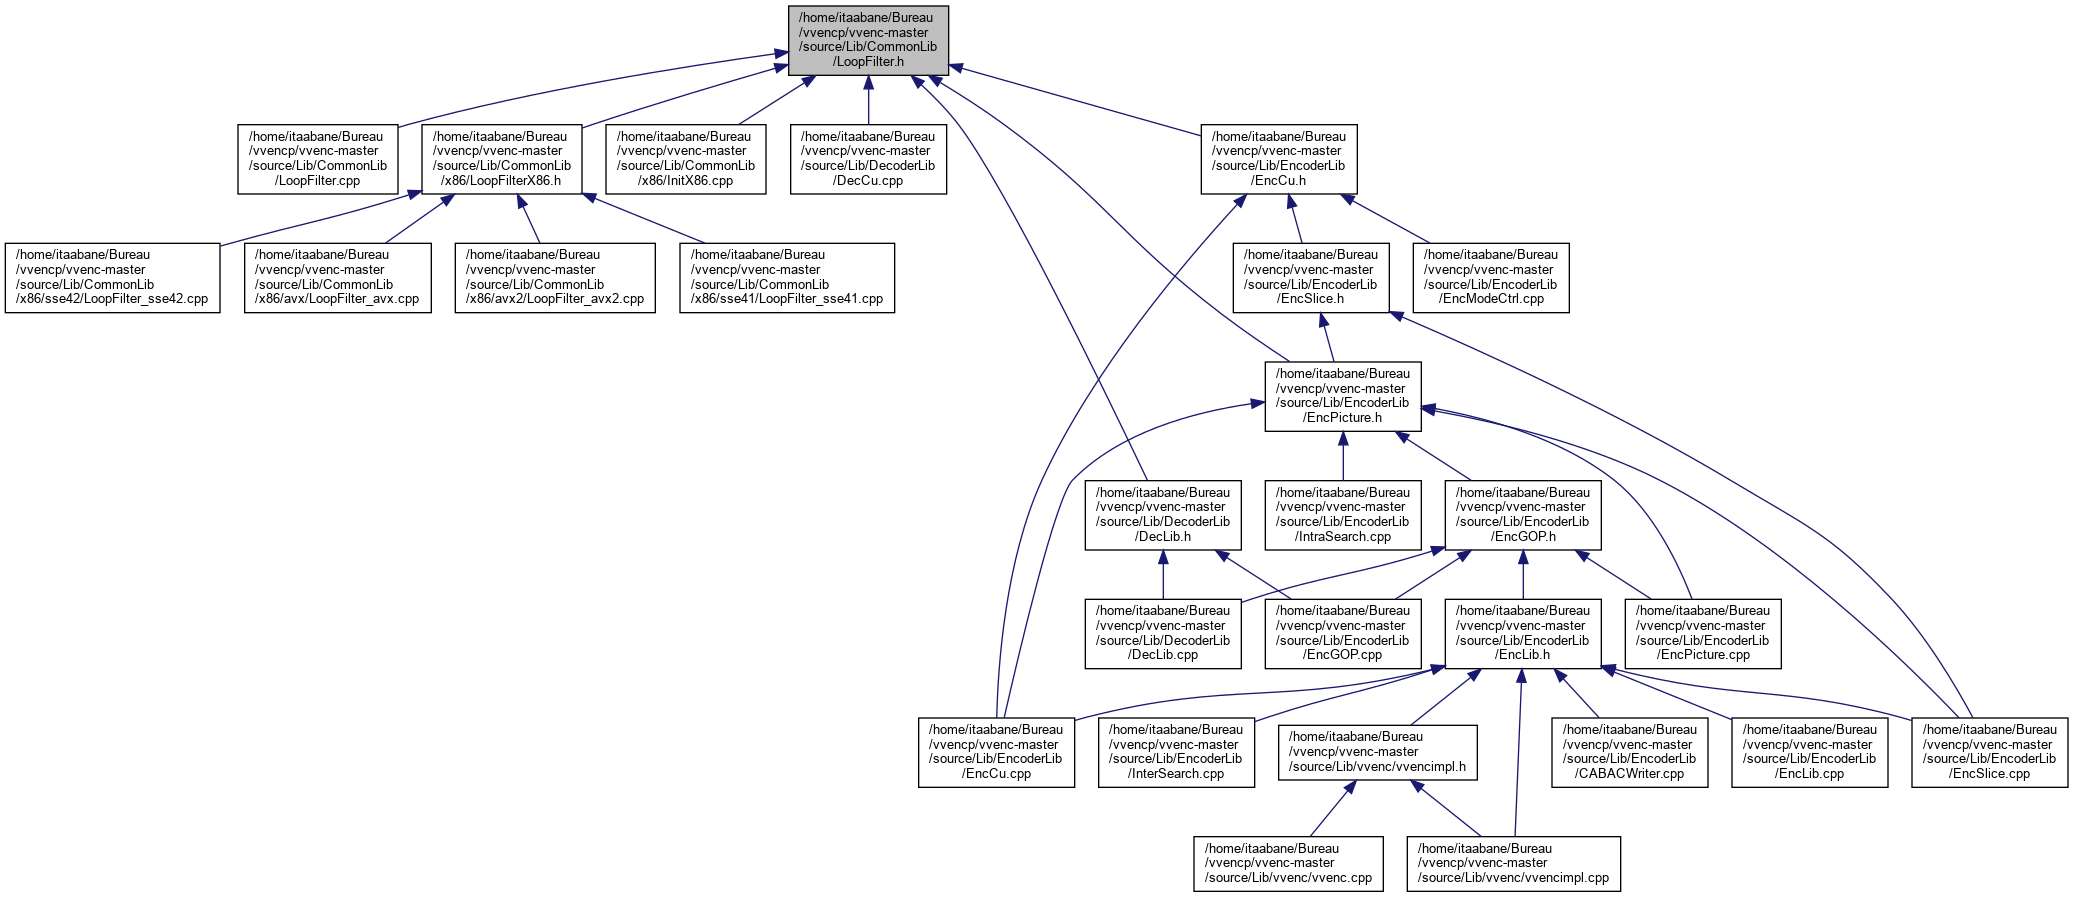 /home/itaabane/Bureau
/vvencp/vvenc-master
/source/Lib/CommonLib
/LoopFilter.h
/home/itaabane/Bureau
/vvencp/vvenc-master
/source/Lib/CommonLib
/LoopFilter.cpp
/home/itaabane/Bureau
/vvencp/vvenc-master
/source/Lib/CommonLib
/x86/LoopFilterX86.h
/home/itaabane/Bureau
/vvencp/vvenc-master
/source/Lib/CommonLib
/x86/InitX86.cpp
/home/itaabane/Bureau
/vvencp/vvenc-master
/source/Lib/DecoderLib
/DecCu.cpp
/home/itaabane/Bureau
/vvencp/vvenc-master
/source/Lib/EncoderLib
/EncCu.h
/home/itaabane/Bureau
/vvencp/vvenc-master
/source/Lib/CommonLib
/x86/sse42/LoopFilter_sse42.cpp
/home/itaabane/Bureau
/vvencp/vvenc-master
/source/Lib/CommonLib
/x86/avx/LoopFilter_avx.cpp
/home/itaabane/Bureau
/vvencp/vvenc-master
/source/Lib/CommonLib
/x86/avx2/LoopFilter_avx2.cpp
/home/itaabane/Bureau
/vvencp/vvenc-master
/source/Lib/CommonLib
/x86/sse41/LoopFilter_sse41.cpp
/home/itaabane/Bureau
/vvencp/vvenc-master
/source/Lib/EncoderLib
/EncSlice.h
/home/itaabane/Bureau
/vvencp/vvenc-master
/source/Lib/EncoderLib
/EncModeCtrl.cpp
/home/itaabane/Bureau
/vvencp/vvenc-master
/source/Lib/EncoderLib
/EncPicture.h
/home/itaabane/Bureau
/vvencp/vvenc-master
/source/Lib/DecoderLib
/DecLib.h
/home/itaabane/Bureau
/vvencp/vvenc-master
/source/Lib/EncoderLib
/IntraSearch.cpp
/home/itaabane/Bureau
/vvencp/vvenc-master
/source/Lib/EncoderLib
/EncGOP.h
/home/itaabane/Bureau
/vvencp/vvenc-master
/source/Lib/DecoderLib
/DecLib.cpp
/home/itaabane/Bureau
/vvencp/vvenc-master
/source/Lib/EncoderLib
/EncGOP.cpp
/home/itaabane/Bureau
/vvencp/vvenc-master
/source/Lib/EncoderLib
/EncLib.h
/home/itaabane/Bureau
/vvencp/vvenc-master
/source/Lib/EncoderLib
/EncPicture.cpp
/home/itaabane/Bureau
/vvencp/vvenc-master
/source/Lib/EncoderLib
/EncCu.cpp
/home/itaabane/Bureau
/vvencp/vvenc-master
/source/Lib/EncoderLib
/InterSearch.cpp
/home/itaabane/Bureau
/vvencp/vvenc-master
/source/Lib/vvenc/vvencimpl.h
/home/itaabane/Bureau
/vvencp/vvenc-master
/source/Lib/EncoderLib
/CABACWriter.cpp
/home/itaabane/Bureau
/vvencp/vvenc-master
/source/Lib/EncoderLib
/EncLib.cpp
/home/itaabane/Bureau
/vvencp/vvenc-master
/source/Lib/EncoderLib
/EncSlice.cpp
/home/itaabane/Bureau
/vvencp/vvenc-master
/source/Lib/vvenc/vvenc.cpp
/home/itaabane/Bureau
/vvencp/vvenc-master
/source/Lib/vvenc/vvencimpl.cpp